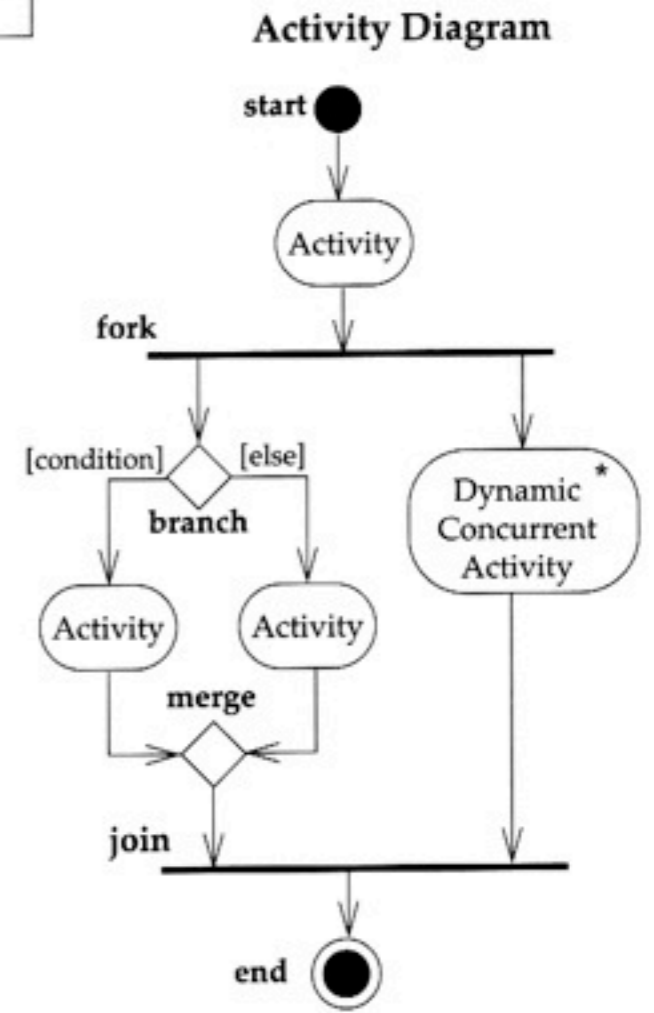 Activity Diagram
start
Activity
fork
[condition]
[else]
branch
*
Dynamic
Concurrent
Activity
Activity
Activity
merge
join
end